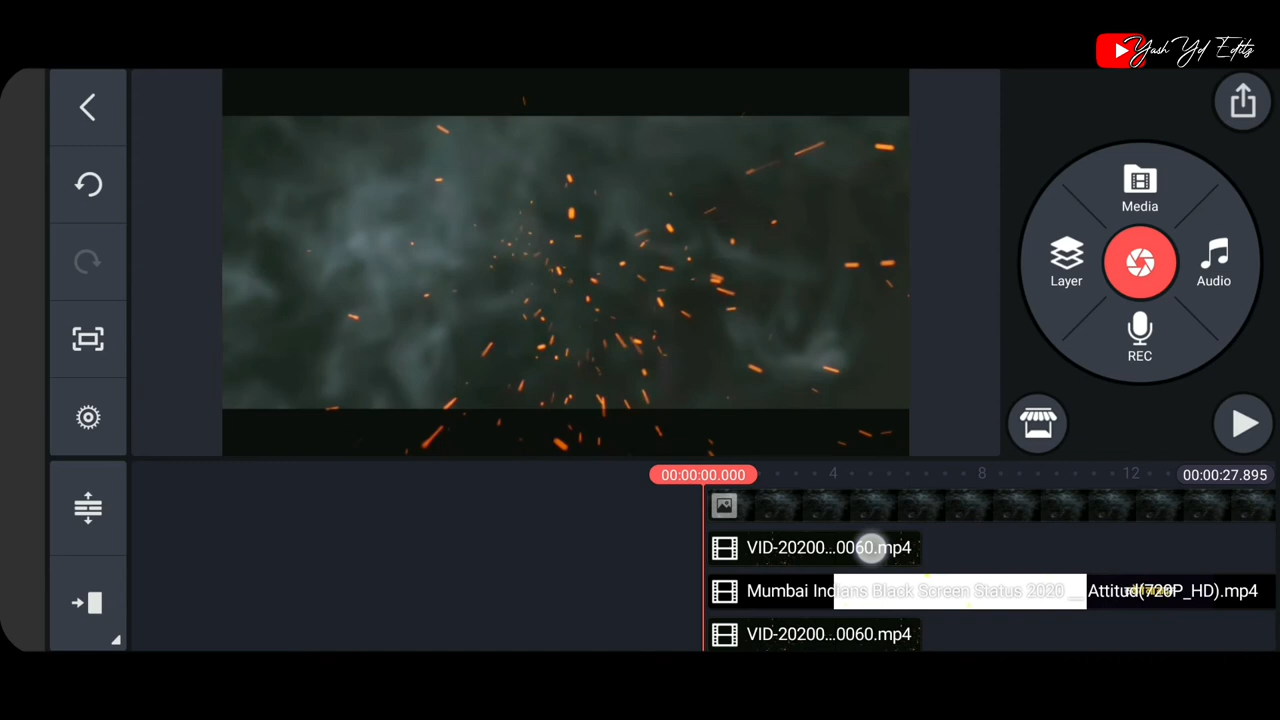 Yash Yd Editz
Media
Layer
Audio
REC
00:00:00.000
4
8
12
00:00:27.895
VID-20200...0060.mp4
Mumbai Indians Black Screen Status 2020 __ Attitud(720P_HD).mp4
VID-20200...0060.mp4